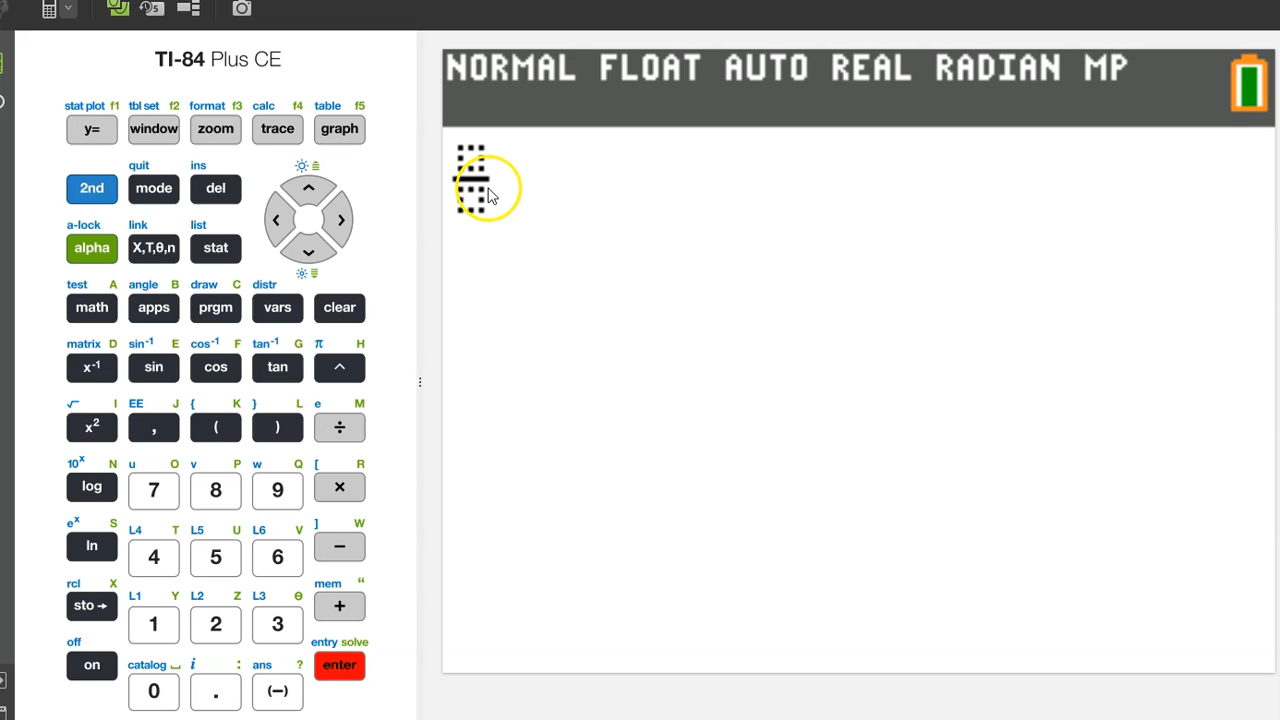 TI-84 Plus CE
NORMAL FLOAT AUTO REAL RADIAN MP
stat plot f1 tbl set f2 format f3 calc f4 table f5
y= window zoom trace graph
quit ins
2nd mode del
a-lock link list
alpha X,T,θ,n stat
test A angle B draw C distr
math apps prgm vars clear
matrix D sin-1 E cos-1 F tan-1 G π H
x-1 sin cos tan ^
√ I EE J { K } L e M
x2 , ( ) ÷
10x N u O v P w Q [ R
log 7 8 9 ×
ex S L4 T L5 U L6 V ] W
ln 4 5 6 −
rcl X L1 Y L2 Z L3 θ mem “
sto→ 1 2 3 +
off catalog ⎵ i : ans ? entry solve
on 0 . (−) enter